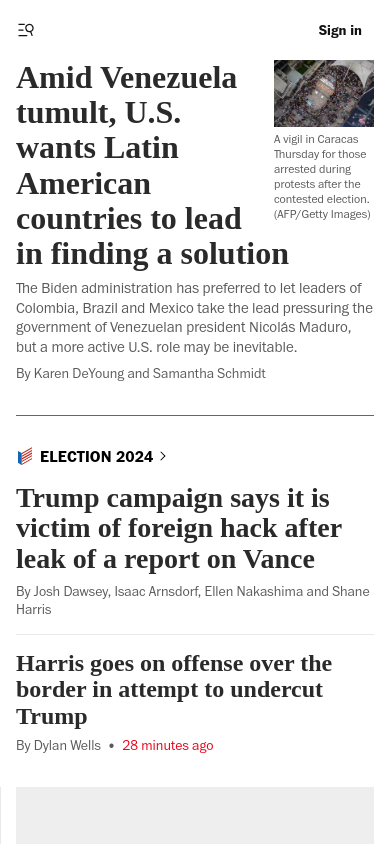 Sign in
Amid Venezuela
tumult, U.S.
wants Latin
American
countries to lead
in finding a solution
A vigil in Caracas
Thursday for those
arrested during
protests after the
contested election.
(AFP/Getty Images)
The Biden administration has preferred to let leaders of
Colombia, Brazil and Mexico take the lead pressuring the
government of Venezuelan president Nicolás Maduro,
but a more active U.S. role may be inevitable.
By Karen DeYoung and Samantha Schmidt
ELECTION 2024
Trump campaign says it is
victim of foreign hack after
leak of a report on Vance
By Josh Dawsey, Isaac Arnsdorf, Ellen Nakashima and Shane
Harris
Harris goes on offense over the
border in attempt to undercut
Trump
By Dylan Wells • 28 minutes ago